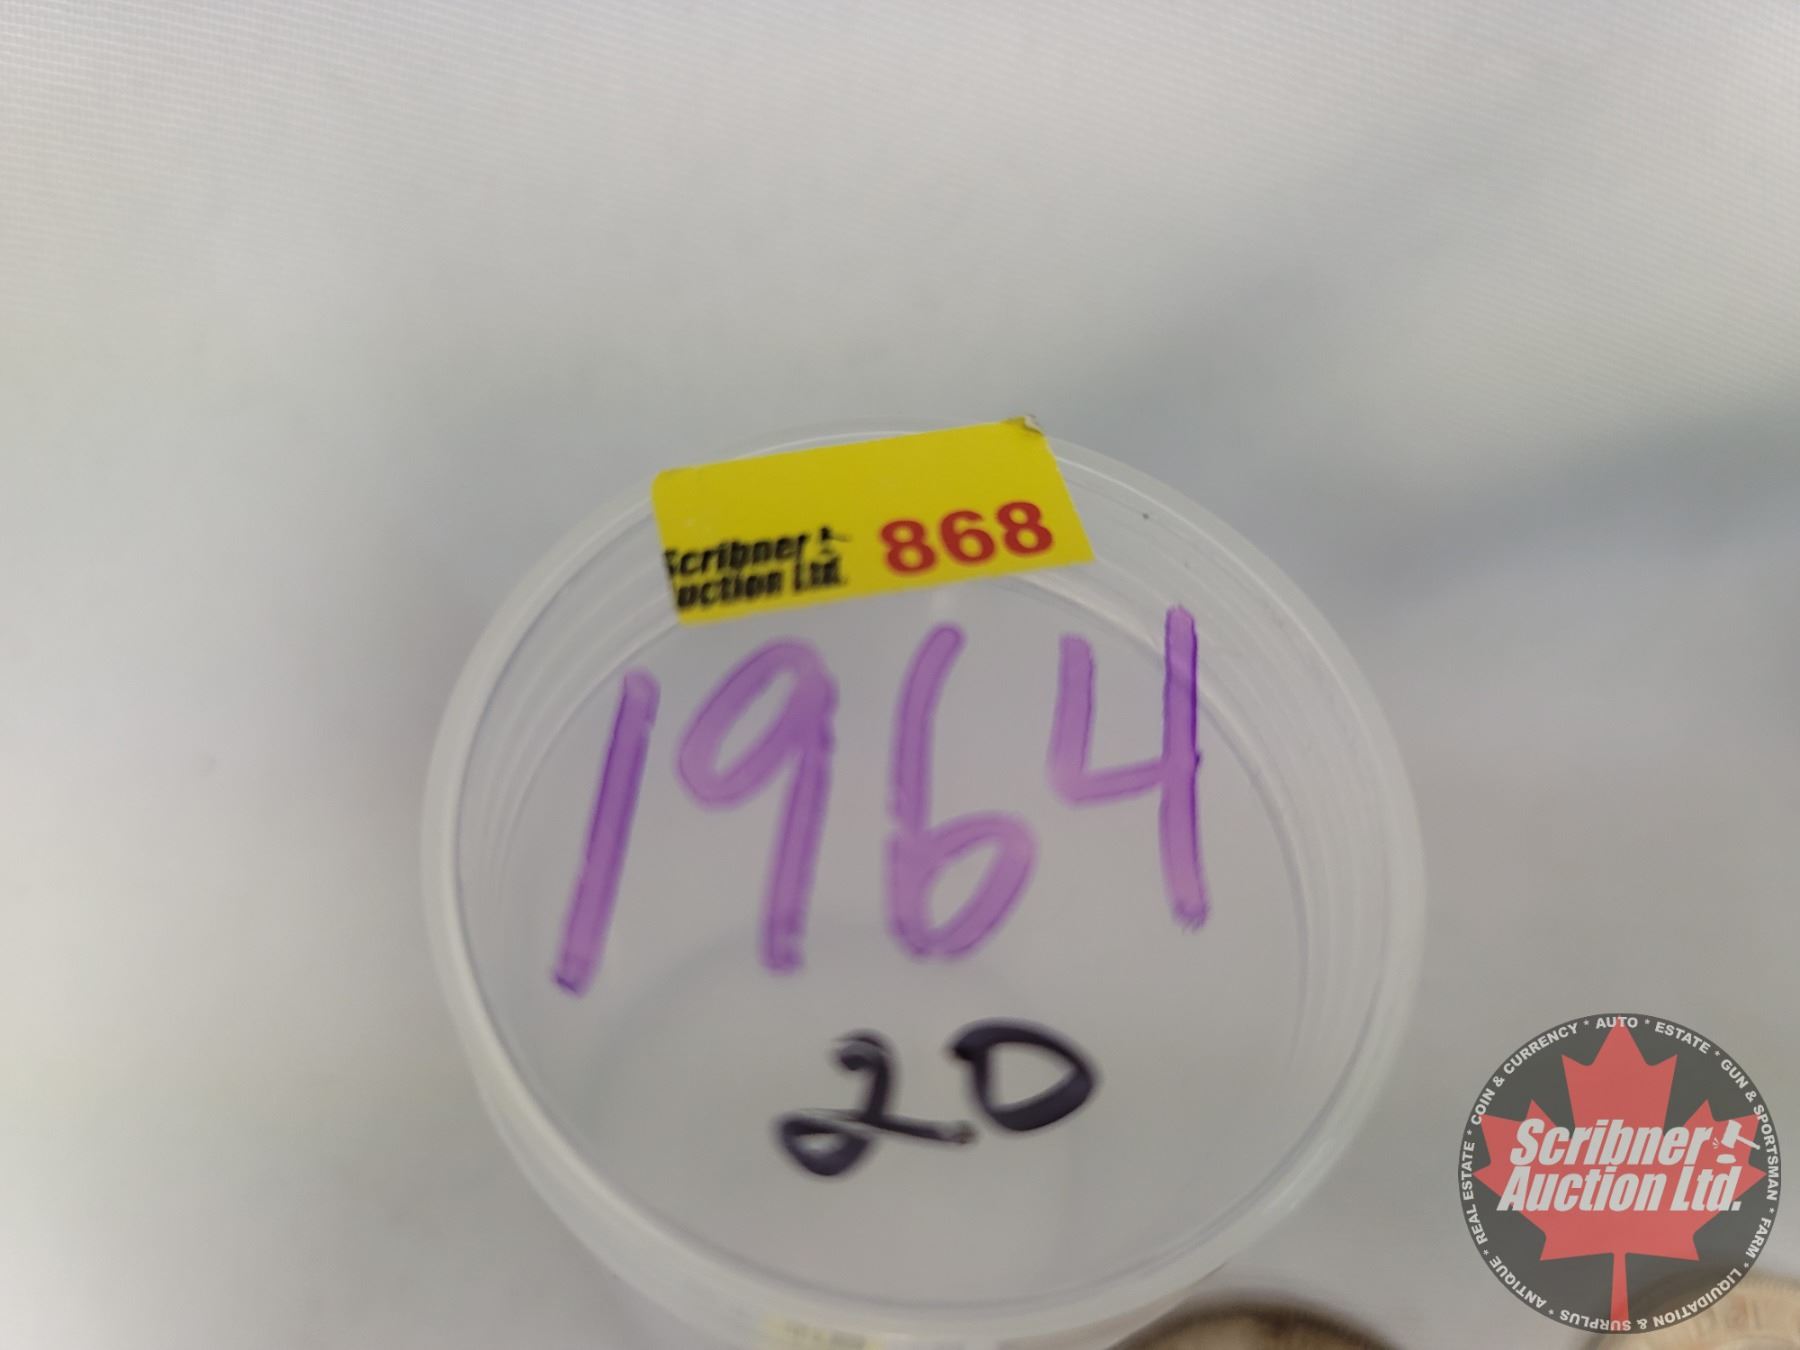 Scribner
Auction Ltd.
868
1964
20
Scribner
Auction Ltd.
* COIN & CURRENCY * AUTO * ESTATE * GUN & SPORTSMAN * FARM * LIQUIDATION & SURPLUS * ANTIQUE * REAL ESTATE